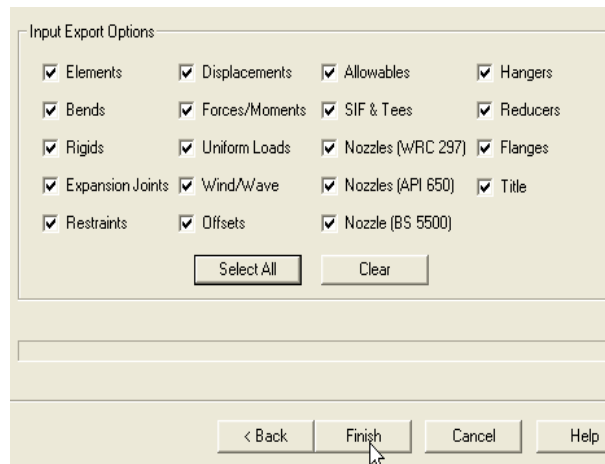 Input Export Options
Elements Displacements Allowables Hangers
Bends Forces/Moments SIF & Tees Reducers
Rigids Uniform Loads Nozzles (WRC 297) Flanges
Expansion Joints Wind/Wave Nozzles (API 650) Title
Restraints Offsets Nozzle (BS 5500)
Select All Clear
< Back Finish Cancel Help